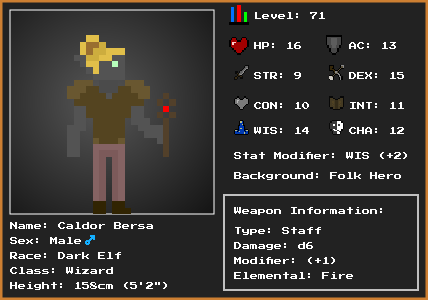 Level: 71
HP: 16 AC: 13
STR: 9 DEX: 15
CON: 10 INT: 11
WIS: 14 CHA: 12
Stat Modifier: WIS (+2)
Background: Folk Hero
Weapon Information:
Type: Staff
Damage: d6
Modifier: (+1)
Elemental: Fire
Name: Caldor Bersa
Sex: Male
Race: Dark Elf
Class: Wizard
Height: 158cm (5'2")